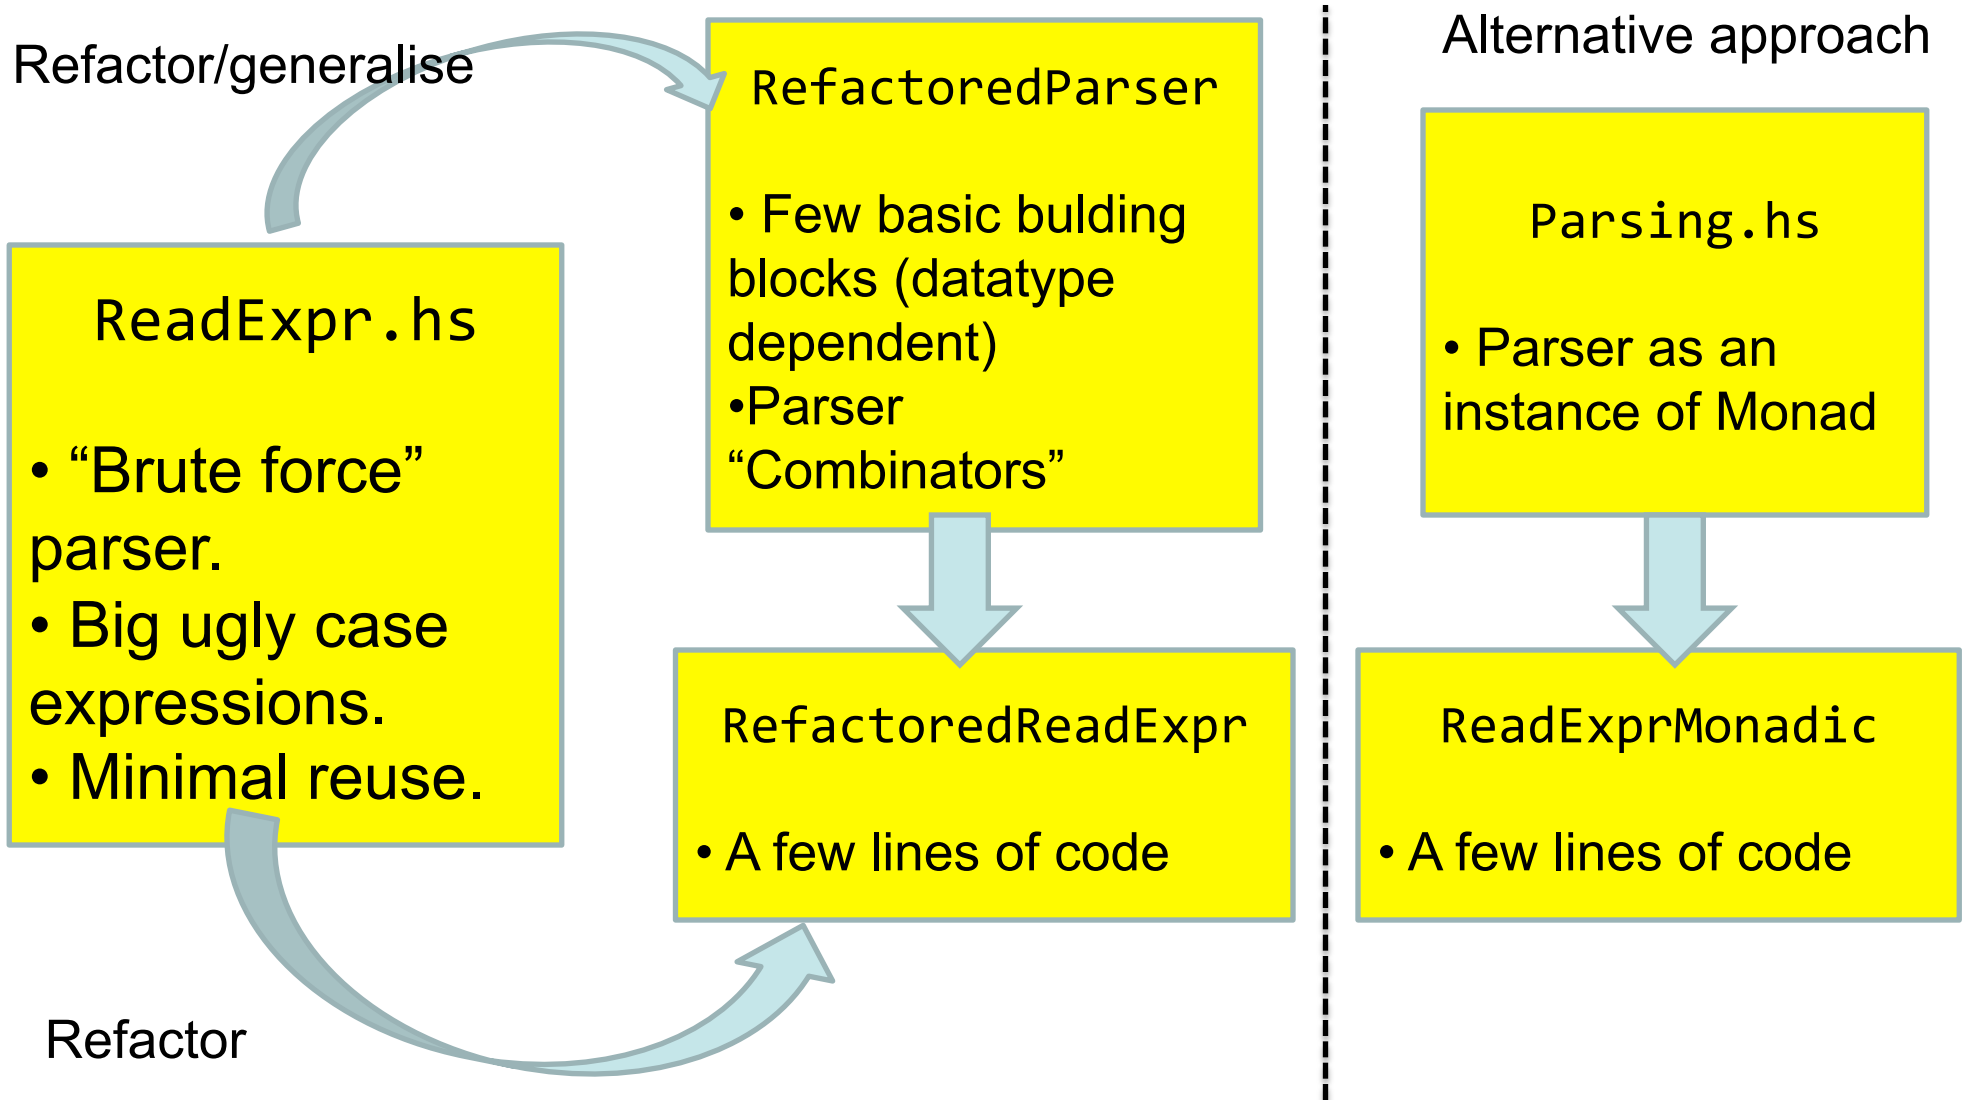 Refactor/generalise
ReadExpr.hs
• “Brute force”
parser.
• Big ugly case
expressions.
• Minimal reuse.
Refactor
RefactoredParser
• Few basic bulding
blocks (datatype
dependent)
•Parser
“Combinators”
RefactoredReadExpr
• A few lines of code
Alternative approach
Parsing.hs
• Parser as an
instance of Monad
ReadExprMonadic
• A few lines of code